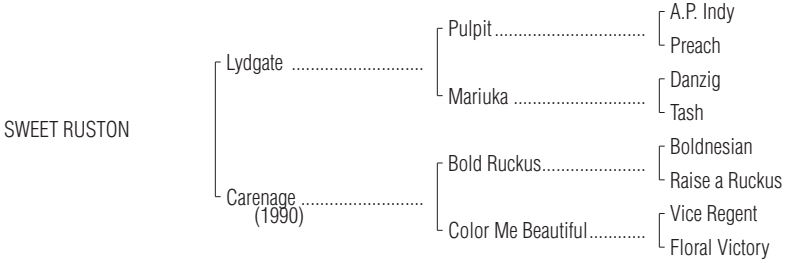 A.P. Indy
Pulpit..............................
Preach
Lydgate ..........................
Danzig
Mariuka ..........................
Tash
SWEET RUSTON
Boldnesian
Bold Ruckus.....................
Raise a Ruckus
Carenage .........................
(1990)
Vice Regent
Color Me Beautiful............
Floral Victory